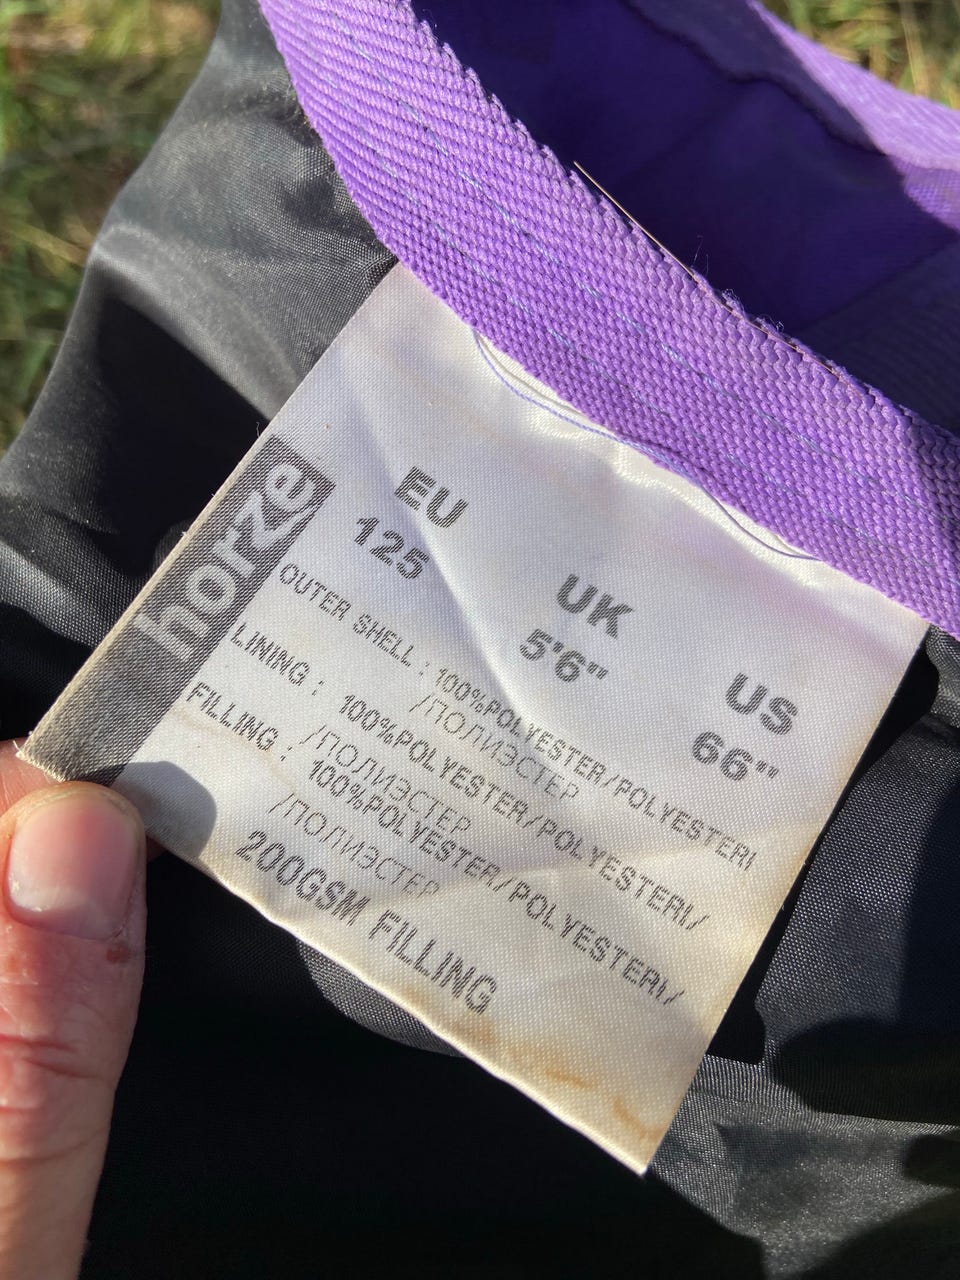 horze
EU UK US
125 5'6" 66"
OUTER SHELL : 100%POLYESTER/POLYESTERI
/ПОЛИЭСТЕР
LINING : 100%POLYESTER/POLYESTERI/
/ПОЛИЭСТЕР
FILLING : 100%POLYESTER/POLYESTERI/
/ПОЛИЭСТЕР
200GSM FILLING